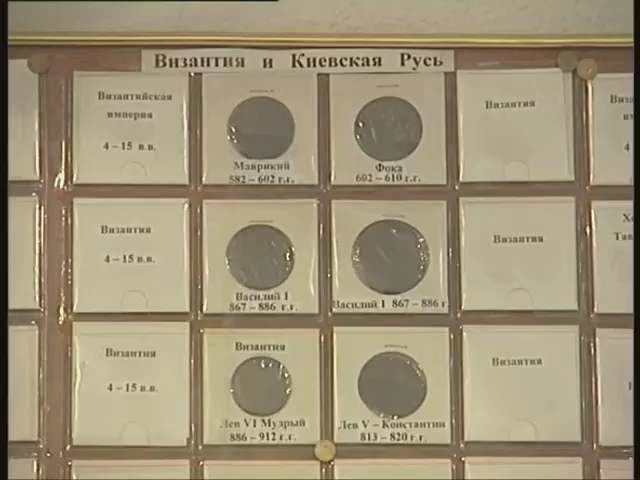 Византия и Киевская Русь
Византийская
империя
4 – 15 в.в.
Маврикий
582 – 602 г.г.
Фока
602 – 610 г.г.
Византия
Византия
4 – 15 в.в.
Василий I
867 – 886 г.г.
Василий I 867 – 886 г
Византия
Византия
4 – 15 в.в.
Византия
Лев VI Мудрый
886 – 912 г.г.
Лев V – Константин
813 – 820 г.г.
Византия